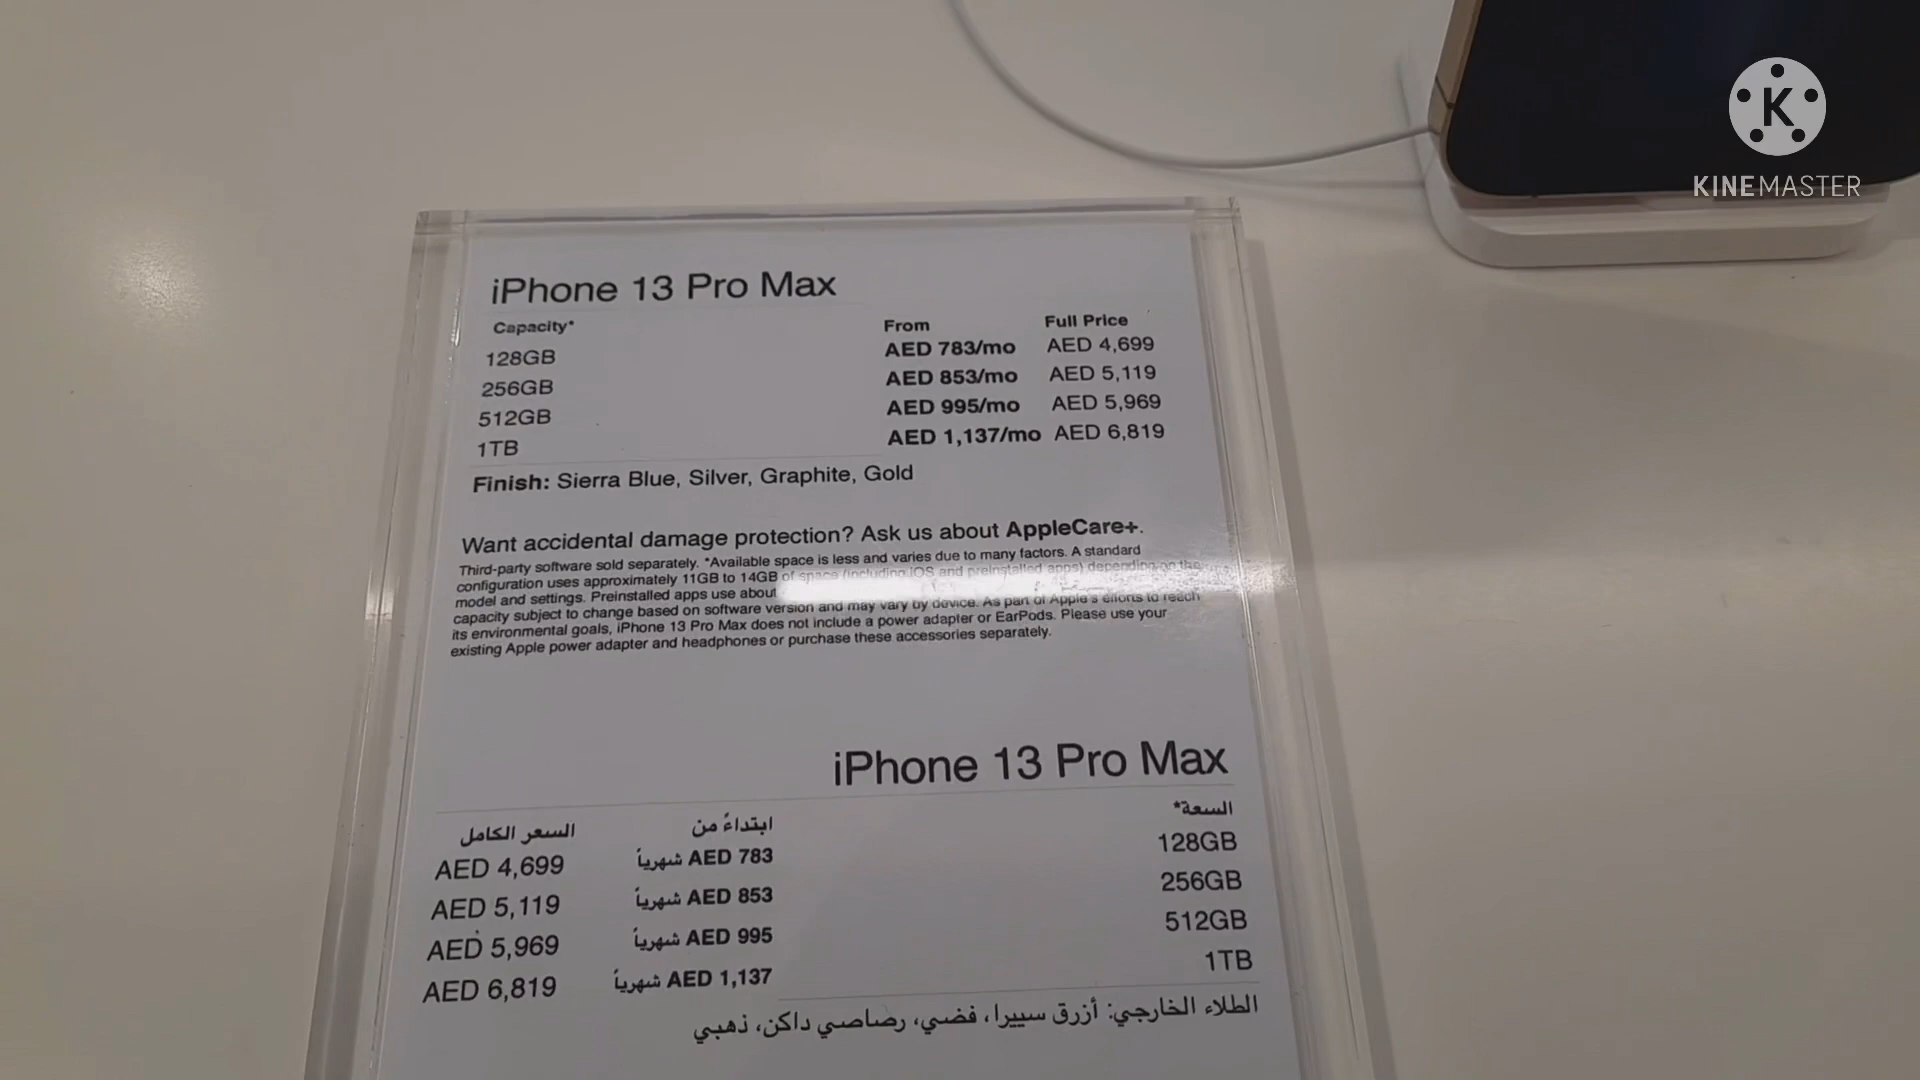 KINEMASTER
iPhone 13 Pro Max
Capacity* From Full Price
128GB AED 783/mo AED 4,699
256GB AED 853/mo AED 5,119
512GB AED 995/mo AED 5,969
1TB AED 1,137/mo AED 6,819
Finish: Sierra Blue, Silver, Graphite, Gold
Want accidental damage protection? Ask us about AppleCare+.
Third-party software sold separately. *Available space is less and varies due to many factors. A standard
configuration uses approximately 11GB to 14GB of space (including iOS and preinstalled apps) depending on the
model and settings. Preinstalled apps use about
capacity subject to change based on software version and may vary by device. As part of Apple's efforts to reach
its environmental goals, iPhone 13 Pro Max does not include a power adapter or EarPods. Please use your
existing Apple power adapter and headphones or purchase these accessories separately.
iPhone 13 Pro Max
السعة* ابتداءً من السعر الكامل
128GB AED 783 شهرياً AED 4,699
256GB AED 853 شهرياً AED 5,119
512GB AED 995 شهرياً AED 5,969
1TB AED 1,137 شهرياً AED 6,819
الطلاء الخارجي: أزرق سييرا، فضي، رصاصي داكن، ذهبي